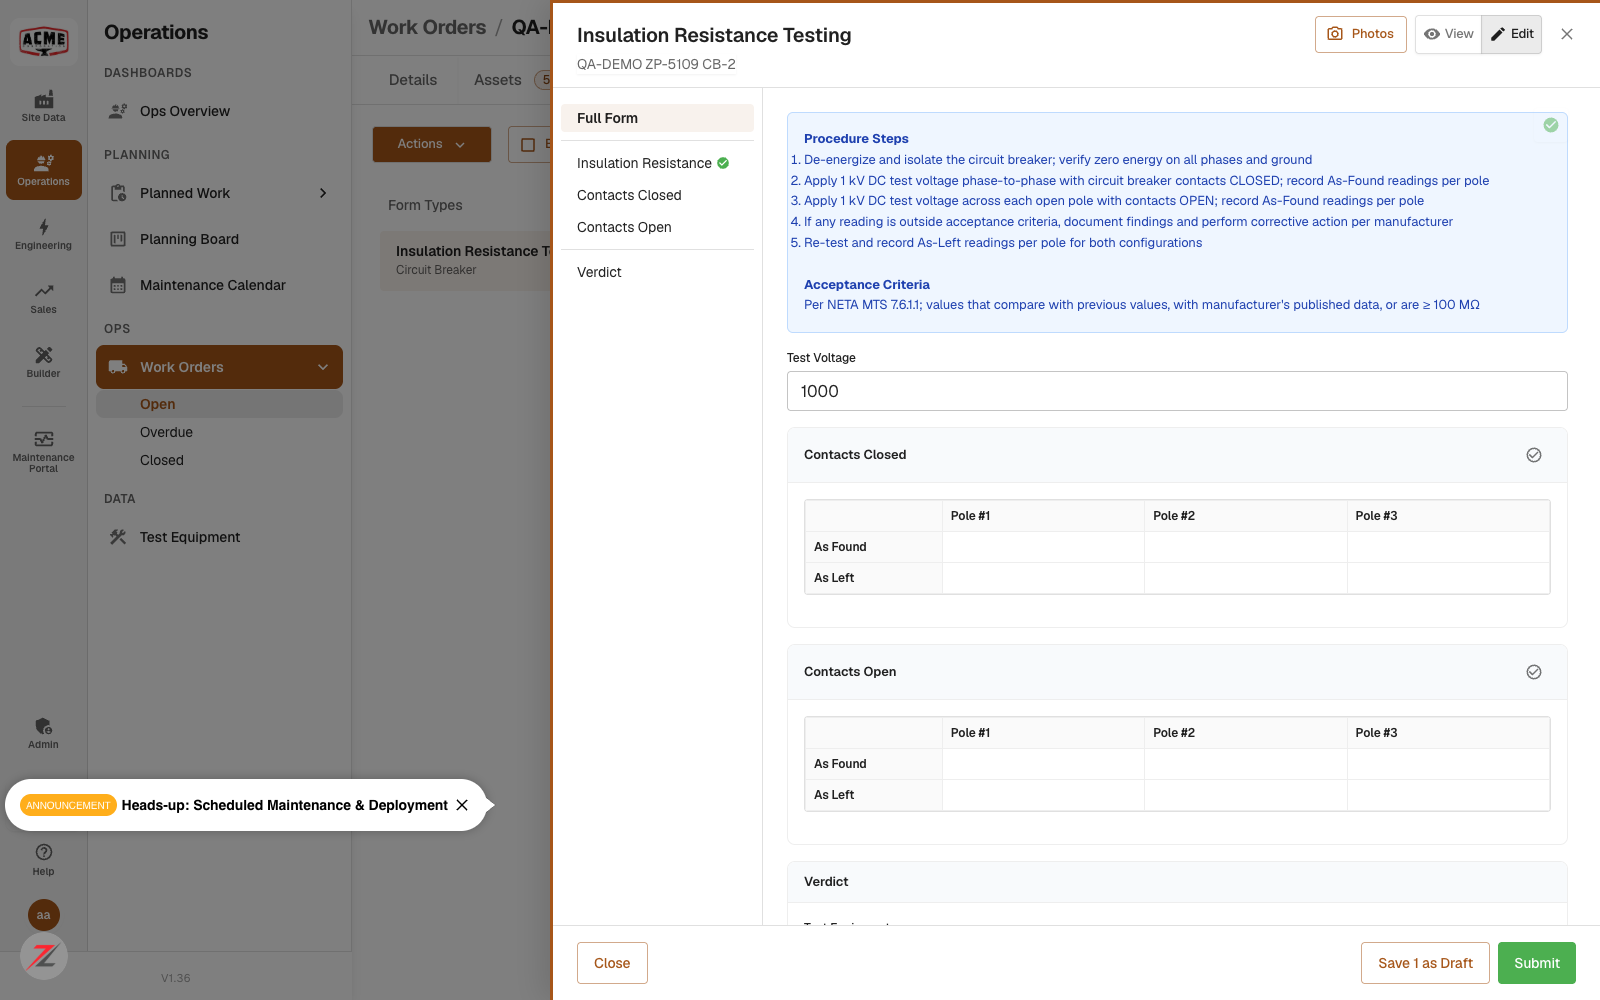 ACME
Site Data
Operations
Engineering
Sales
Builder
Maintenance
Portal
Admin
Help
aa
Operations
DASHBOARDS
Ops Overview
PLANNING
Planned Work
Planning Board
Maintenance Calendar
OPS
Work Orders
Open
Overdue
Closed
DATA
Test Equipment
V1.36
ANNOUNCEMENT Heads-up: Scheduled Maintenance & Deployment
Work Orders / QA-
Details Assets 5
Actions
Form Types
Insulation Resistance T
Circuit Breaker
Insulation Resistance Testing
QA-DEMO ZP-5109 CB-2
Photos View Edit
Full Form
Insulation Resistance
Contacts Closed
Contacts Open
Verdict
Procedure Steps
1. De-energize and isolate the circuit breaker; verify zero energy on all phases and ground
2. Apply 1 kV DC test voltage phase-to-phase with circuit breaker contacts CLOSED; record As-Found readings per pole
3. Apply 1 kV DC test voltage across each open pole with contacts OPEN; record As-Found readings per pole
4. If any reading is outside acceptance criteria, document findings and perform corrective action per manufacturer
5. Re-test and record As-Left readings per pole for both configurations
Acceptance Criteria
Per NETA MTS 7.6.1.1; values that compare with previous values, with manufacturer's published data, or are ≥ 100 MΩ
Test Voltage
1000
Contacts Closed
Pole #1 Pole #2 Pole #3
As Found
As Left
Contacts Open
Pole #1 Pole #2 Pole #3
As Found
As Left
Verdict
Close Save 1 as Draft Submit